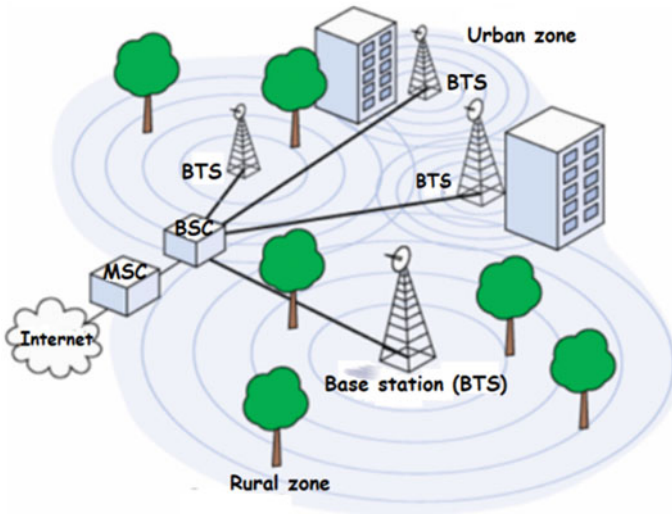 Urban zone
BTS
BTS
BTS
BSC
MSC
Internet
Base station (BTS)
Rural zone